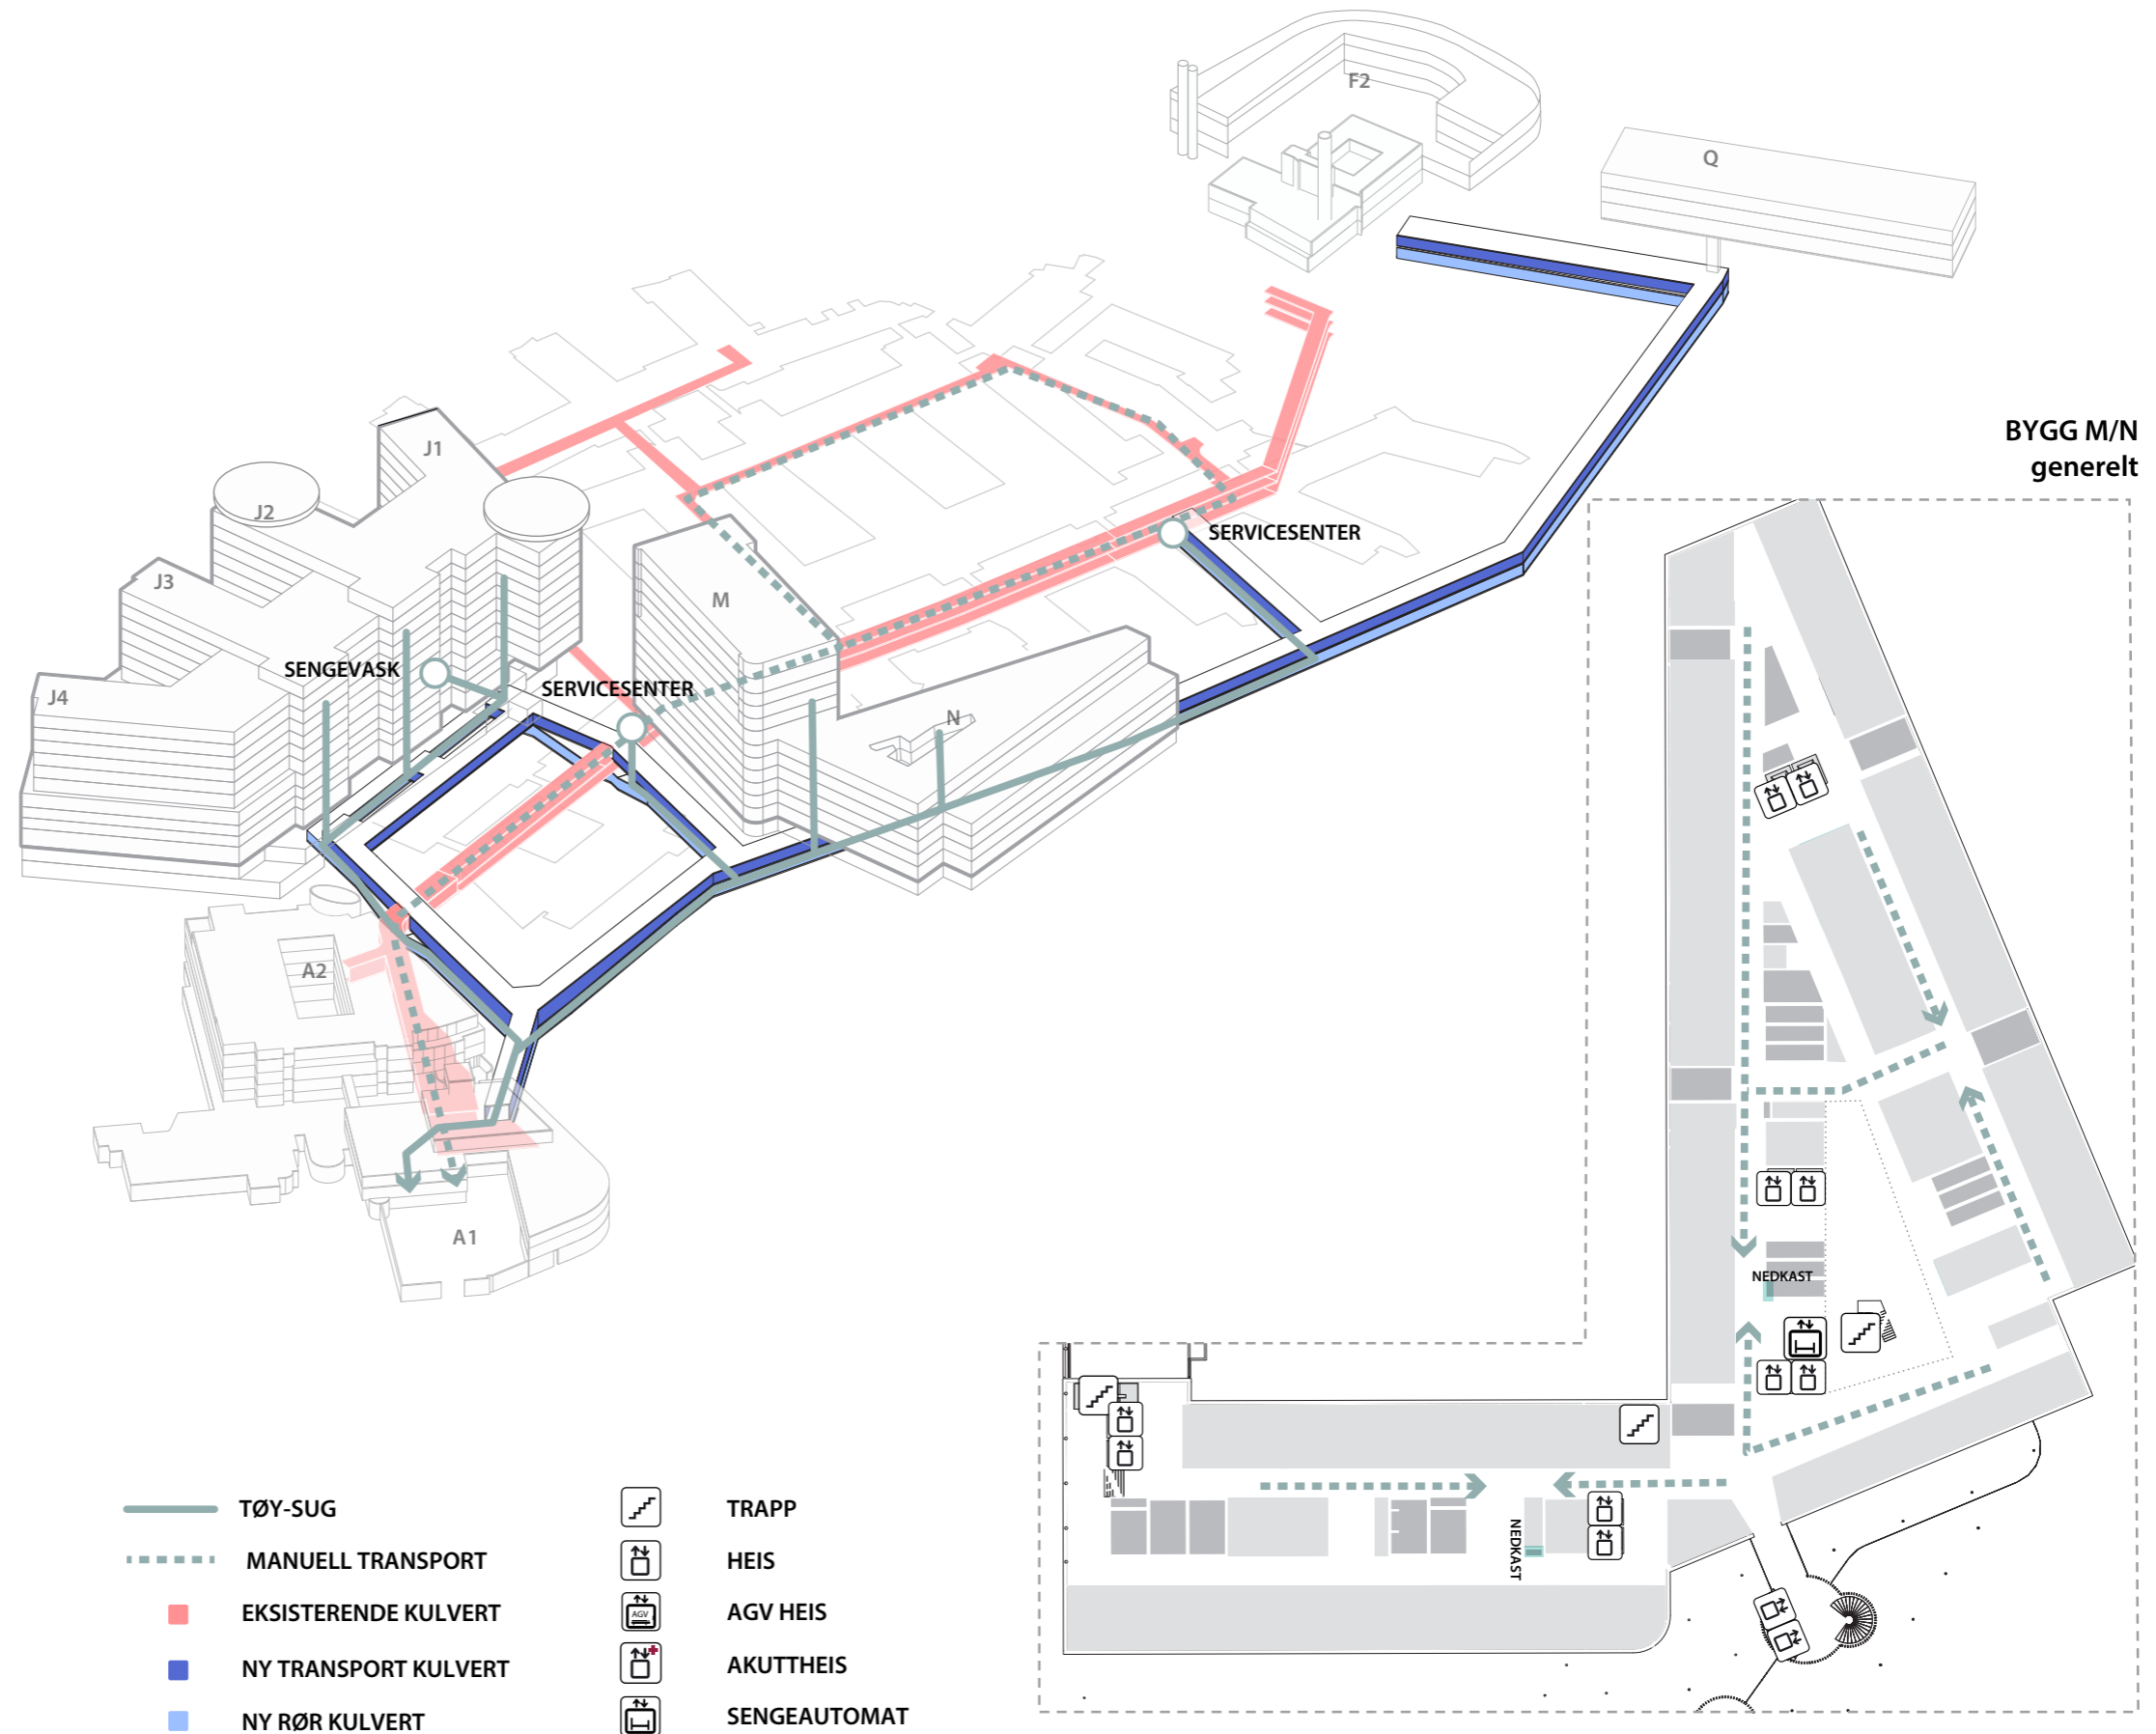 F2
Q
BYGG M/N
generelt
J1
J2
J3
J4
M
N
SERVICESENTER
SENGEVASK
SERVICESENTER
A2
A1
NEDKAST
NEDKAST
TØY-SUG
MANUELL TRANSPORT
EKSISTERENDE KULVERT
NY TRANSPORT KULVERT
NY RØR KULVERT
TRAPP
HEIS
AGV
AGV HEIS
AKUTTHEIS
SENGEAUTOMAT